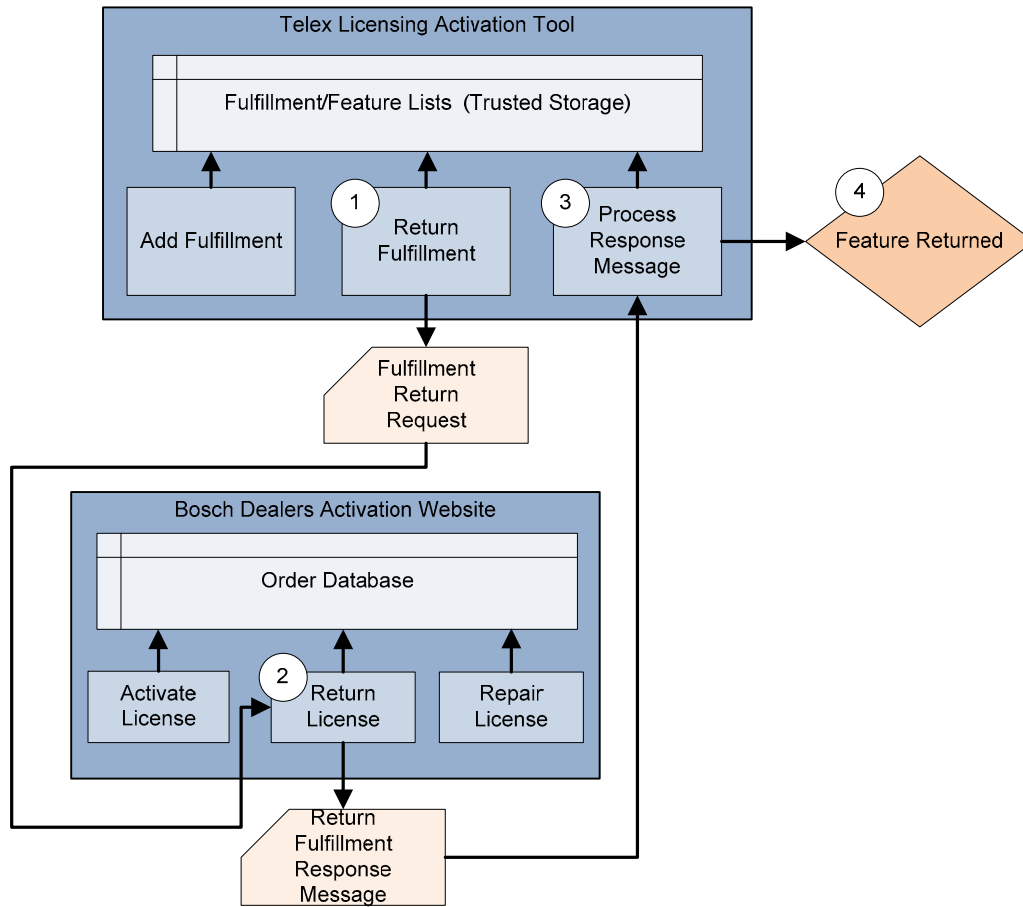 Telex Licensing Activation Tool
Fulfillment/Feature Lists (Trusted Storage)
Add Fulfillment
1
Return
Fulfillment
3
Process
Response
Message
4
Feature Returned
Fulfillment
Return
Request
Bosch Dealers Activation Website
Order Database
Activate
License
2
Return
License
Repair
License
Return
Fulfillment
Response
Message